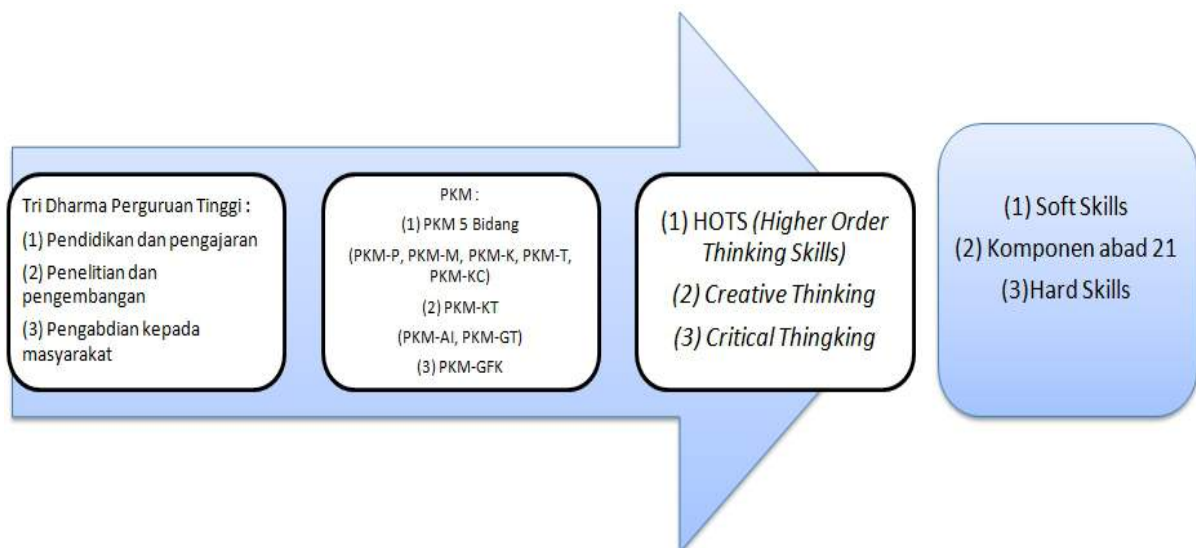 Tri Dharma Perguruan Tinggi :
(1) Pendidikan dan pengajaran
(2) Penelitian dan
pengembangan
(3) Pengabdian kepada
masyarakat
PKM :
(1) PKM 5 Bidang
(PKM-P, PKM-M, PKM-K, PKM-T,
PKM-KC)
(2) PKM-KT
(PKM-AI, PKM-GT)
(3) PKM-GFK
(1) HOTS (Higher Order
Thinking Skills)
(2) Creative Thinking
(3) Critical Thingking
(1) Soft Skills
(2) Komponen abad 21
(3)Hard Skills